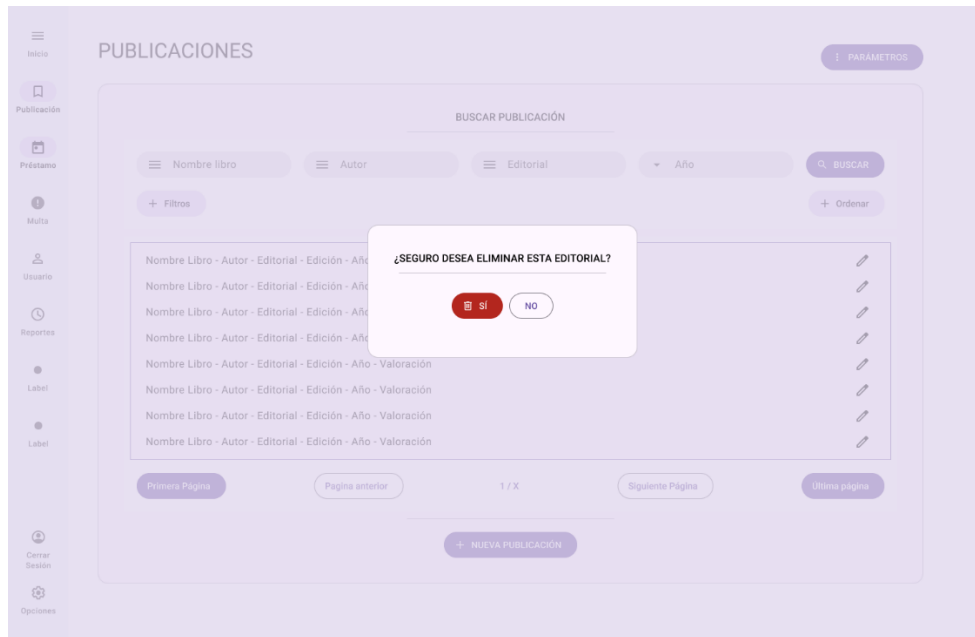 Inicio
Publicación
Préstamo
Multa
Usuario
Reportes
Label
Label
Cerrar
Sesión
Opciones
PUBLICACIONES
PARÁMETROS
BUSCAR PUBLICACIÓN
Nombre libro Autor Editorial Año BUSCAR
+ Filtros + Ordenar
¿SEGURO DESEA ELIMINAR ESTA EDITORIAL?
SÍ NO
Nombre Libro - Autor - Editorial - Edición - Año
Nombre Libro - Autor - Editorial - Edición - Año
Nombre Libro - Autor - Editorial - Edición - Año
Nombre Libro - Autor - Editorial - Edición - Año
Nombre Libro - Autor - Editorial - Edición - Año - Valoración
Nombre Libro - Autor - Editorial - Edición - Año - Valoración
Nombre Libro - Autor - Editorial - Edición - Año - Valoración
Nombre Libro - Autor - Editorial - Edición - Año - Valoración
Primera Página Pagina anterior 1 / X Siguiente Página Última página
+ NUEVA PUBLICACIÓN